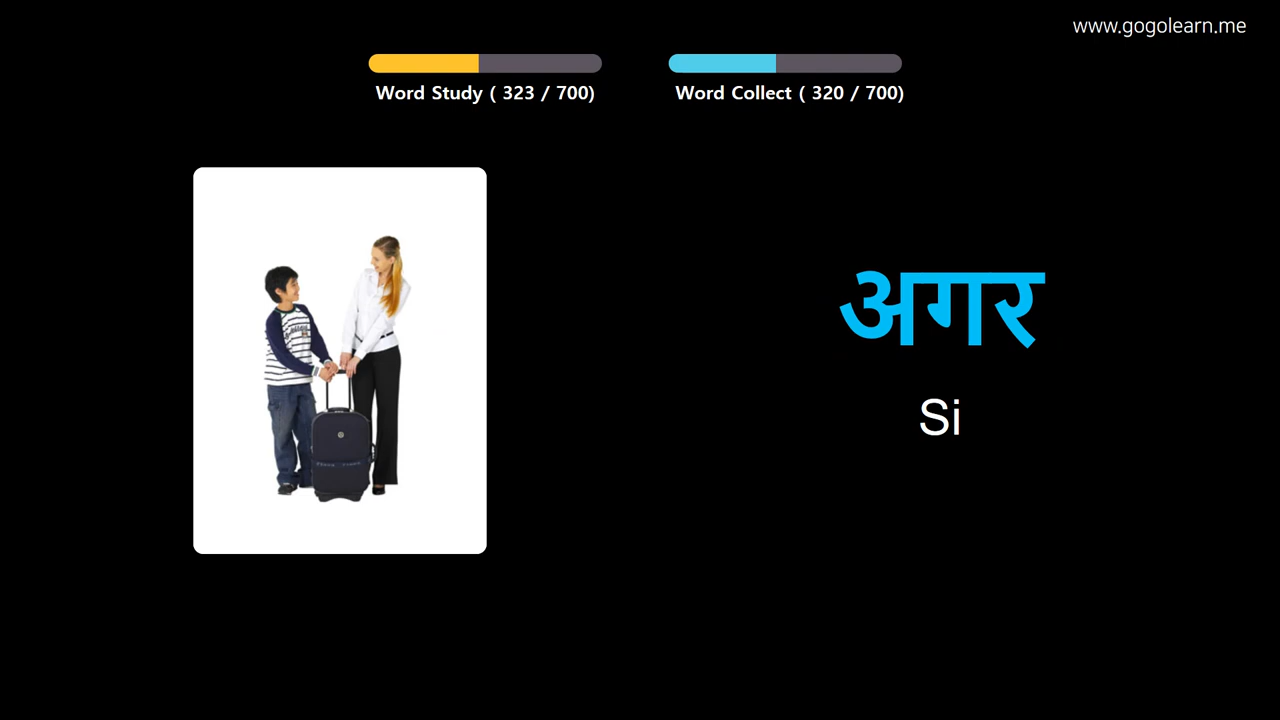 www.gogolearn.me
Word Study ( 323 / 700)
Word Collect ( 320 / 700)
अगर
Si